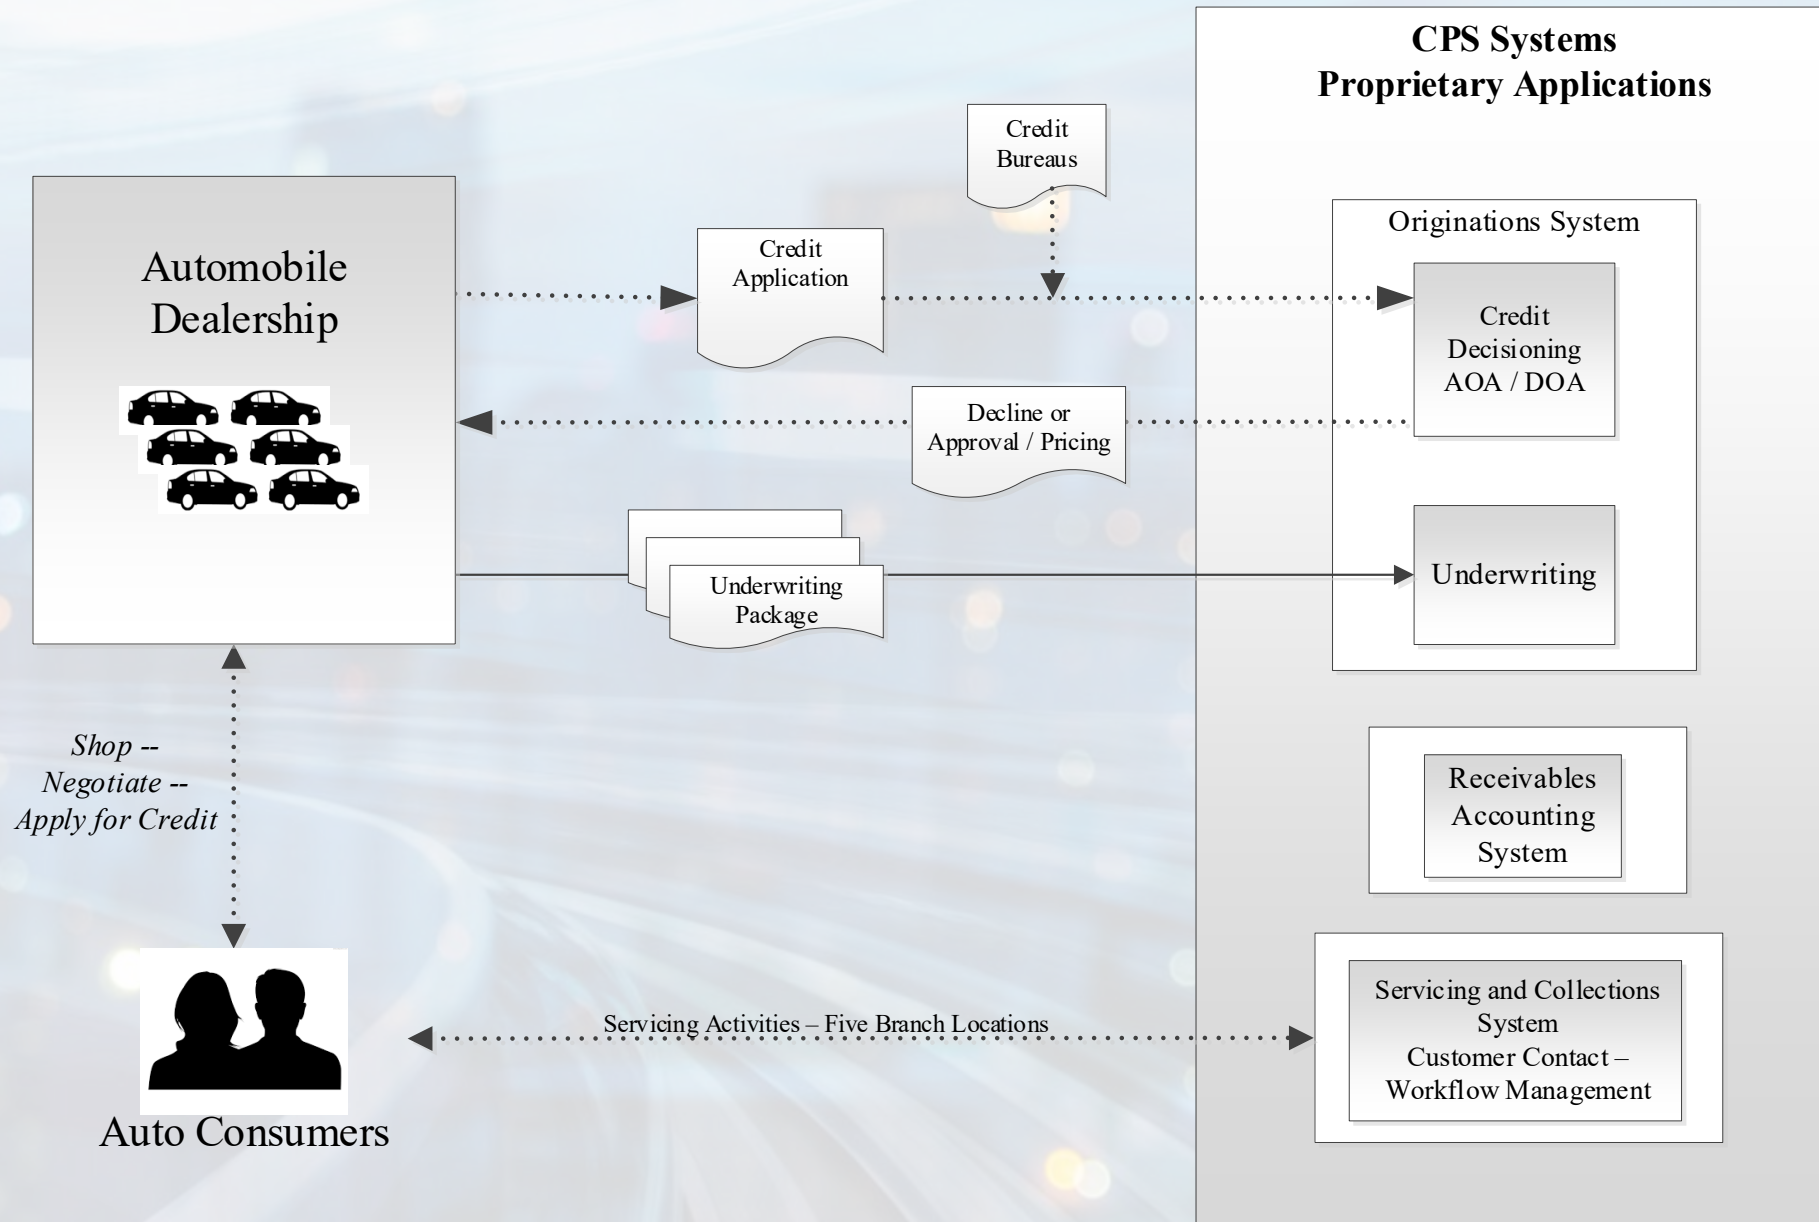 CPS Systems
Proprietary Applications
Credit
Bureaus
Originations System
Automobile
Dealership
Credit
Application
Credit
Decisioning
AOA / DOA
Decline or
Approval / Pricing
Underwriting
Package
Underwriting
Shop --
Negotiate --
Apply for Credit
Receivables
Accounting
System
Servicing Activities – Five Branch Locations
Servicing and Collections
System
Customer Contact –
Workflow Management
Auto Consumers